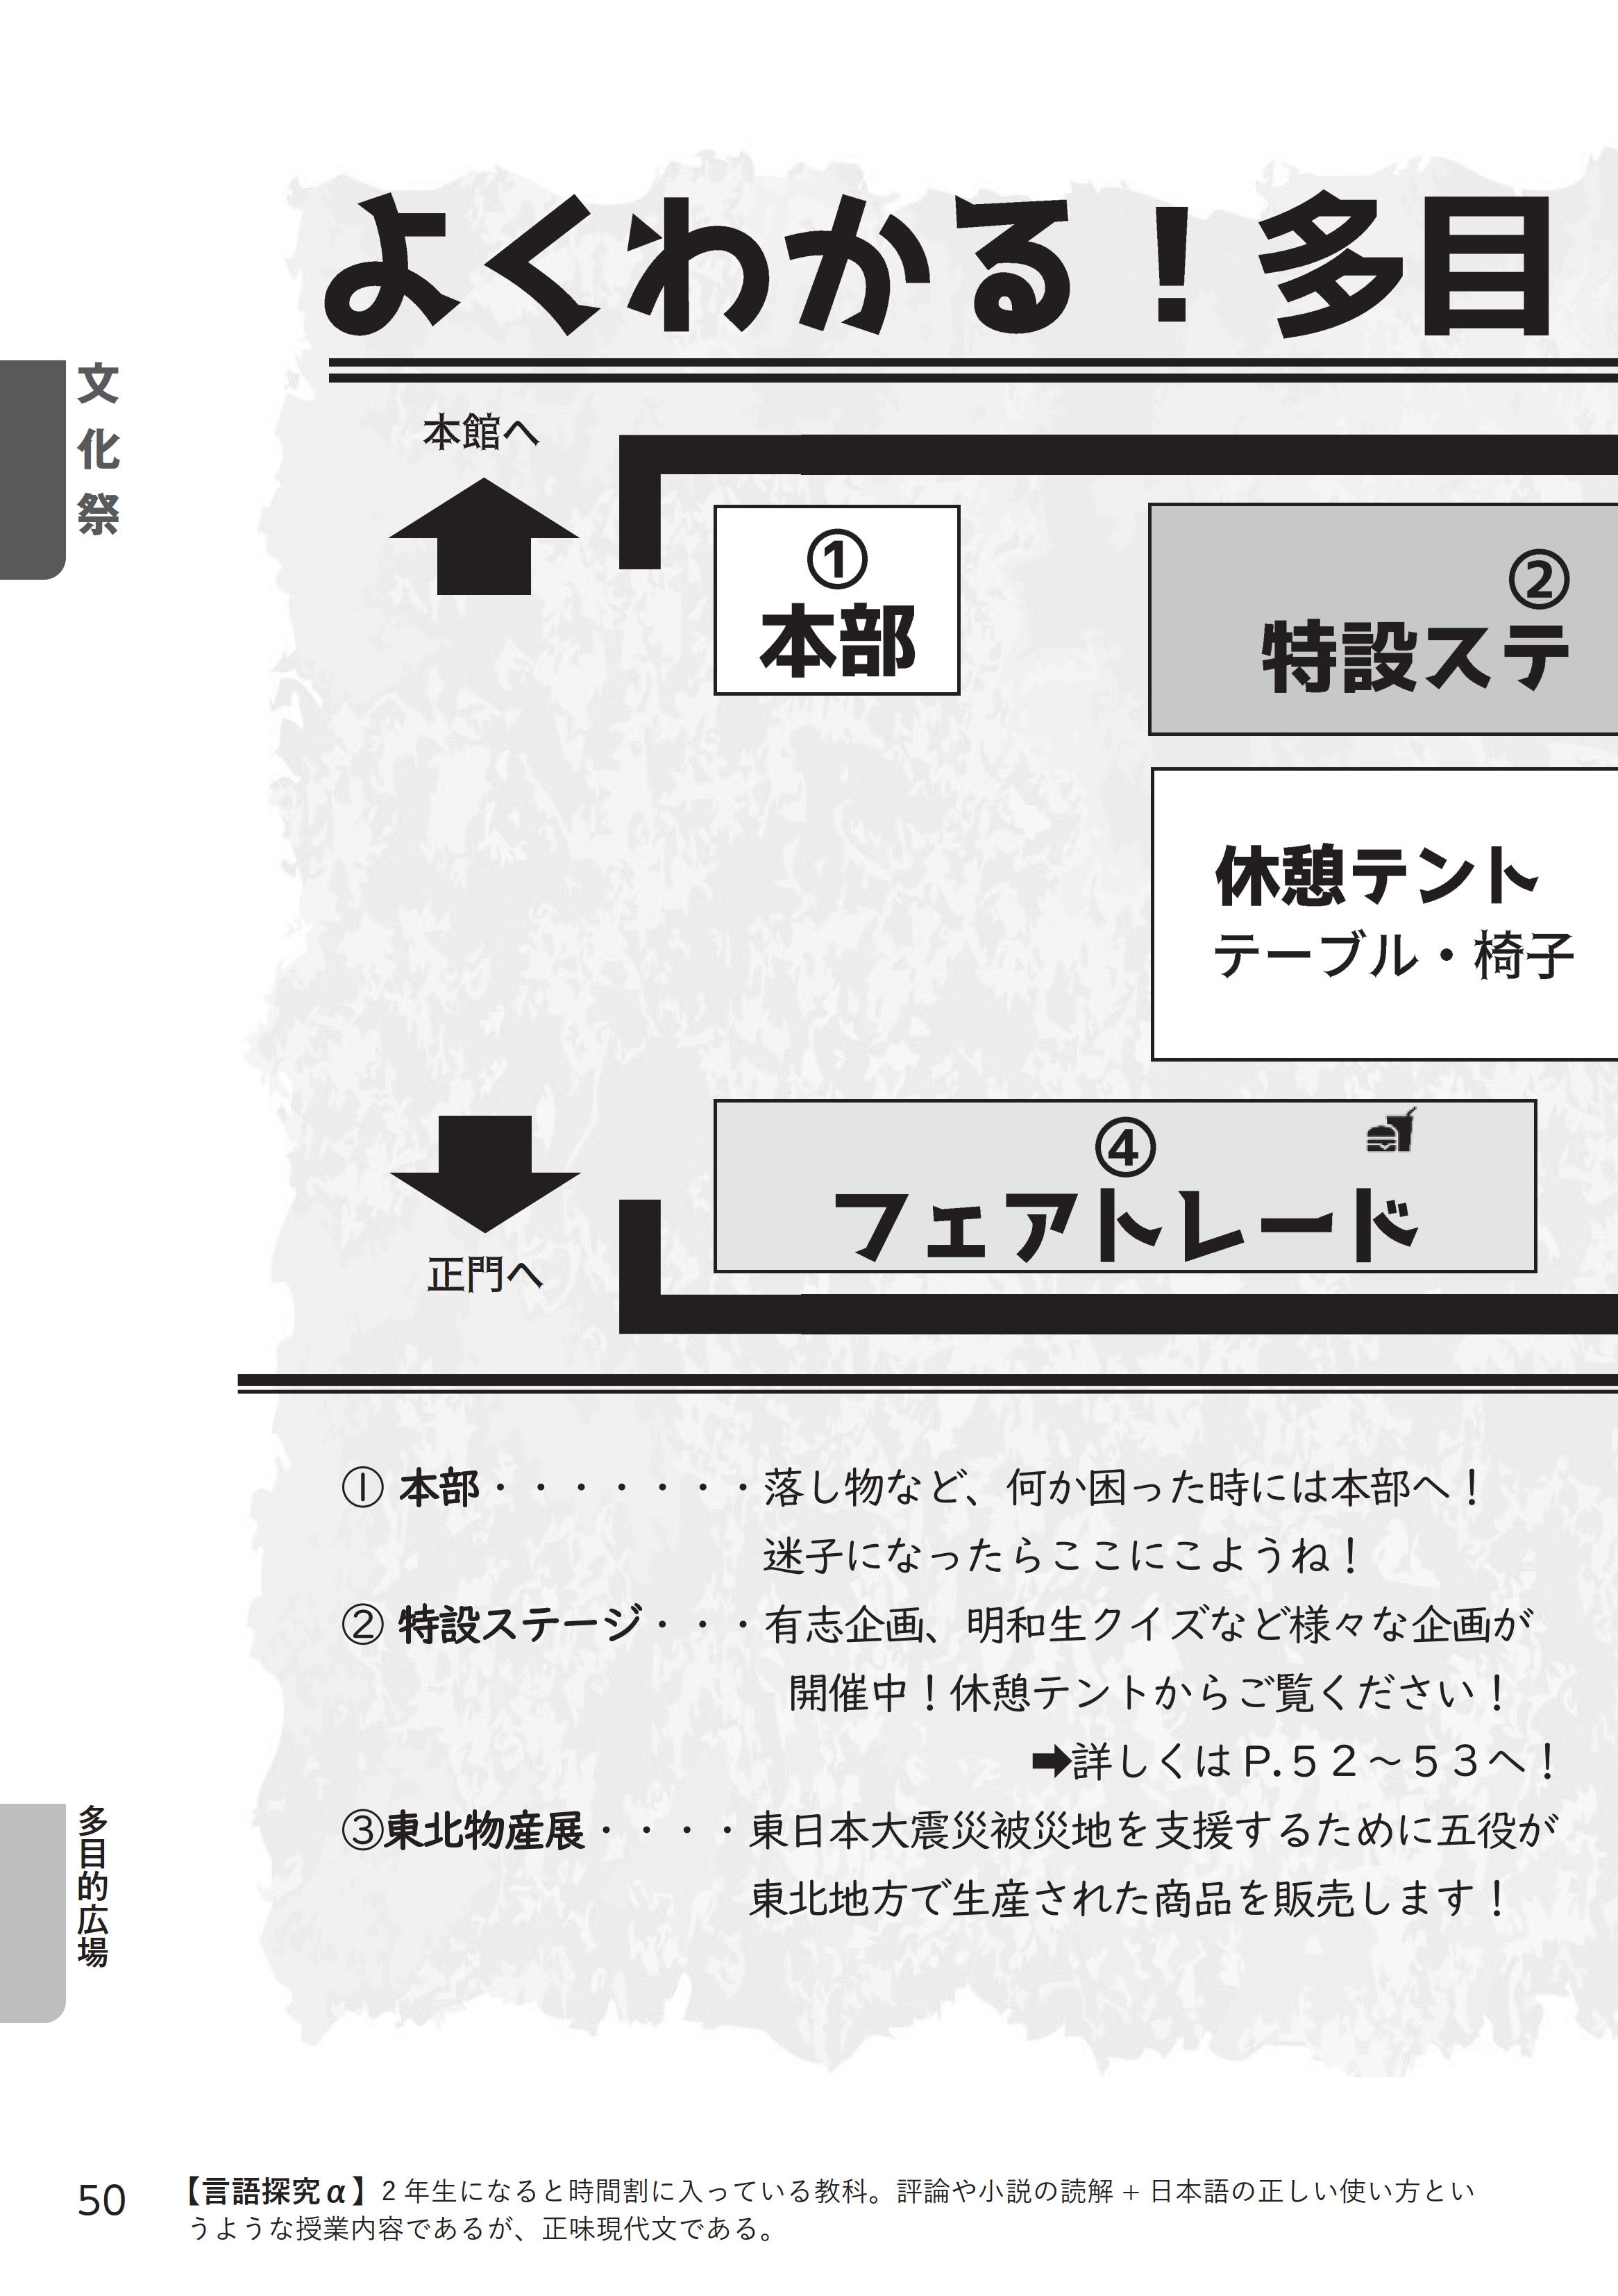 よくわかる！多目
文化祭
本館へ
①
本部
②
特設ステ
休憩テント
テーブル・椅子
④
フェアトレード
正門へ
① 本部・・・・・・・落し物など、何か困った時には本部へ！
迷子になったらここにこようね！
② 特設ステージ・・・有志企画、明和生クイズなど様々な企画が
開催中！休憩テントからご覧ください！
➡詳しくはＰ.５２～５３へ！
③東北物産展・・・・東日本大震災被災地を支援するために五役が
東北地方で生産された商品を販売します！
多目的広場
50
【言語探究α】２年生になると時間割に入っている教科。評論や小説の読解＋日本語の正しい使い方とい
うような授業内容であるが、正味現代文である。